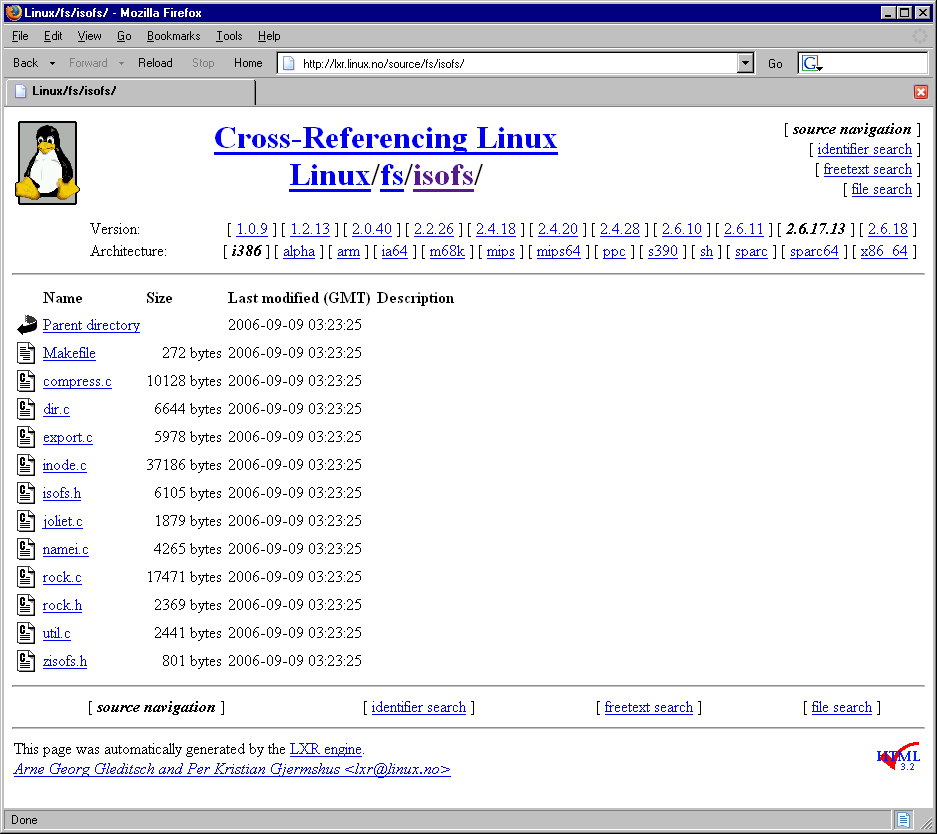 Linux/fs/isofs/ - Mozilla Firefox
File Edit View Go Bookmarks Tools Help
Back Forward Reload Stop Home http://lxr.linux.no/source/fs/isofs/ Go G
Linux/fs/isofs/
Cross-Referencing Linux
Linux/fs/isofs/
[ source navigation ]
[ identifier search ]
[ freetext search ]
[ file search ]
Version: [ 1.0.9 ] [ 1.2.13 ] [ 2.0.40 ] [ 2.2.26 ] [ 2.4.18 ] [ 2.4.20 ] [ 2.4.28 ] [ 2.6.10 ] [ 2.6.11 ] [ 2.6.17.13 ] [ 2.6.18 ]
Architecture: [ i386 ] [ alpha ] [ arm ] [ ia64 ] [ m68k ] [ mips ] [ mips64 ] [ ppc ] [ s390 ] [ sh ] [ sparc ] [ sparc64 ] [ x86_64 ]
Name Size Last modified (GMT) Description
Parent directory 2006-09-09 03:23:25
Makefile 272 bytes 2006-09-09 03:23:25
compress.c 10128 bytes 2006-09-09 03:23:25
dir.c 6644 bytes 2006-09-09 03:23:25
export.c 5978 bytes 2006-09-09 03:23:25
inode.c 37186 bytes 2006-09-09 03:23:25
isofs.h 6105 bytes 2006-09-09 03:23:25
joliet.c 1879 bytes 2006-09-09 03:23:25
namei.c 4265 bytes 2006-09-09 03:23:25
rock.c 17471 bytes 2006-09-09 03:23:25
rock.h 2369 bytes 2006-09-09 03:23:25
util.c 2441 bytes 2006-09-09 03:23:25
zisofs.h 801 bytes 2006-09-09 03:23:25
[ source navigation ] [ identifier search ] [ freetext search ] [ file search ]
This page was automatically generated by the LXR engine.
Arne Georg Gleditsch and Per Kristian Gjermshus <lxr@linux.no>
HTML
3.2
Done